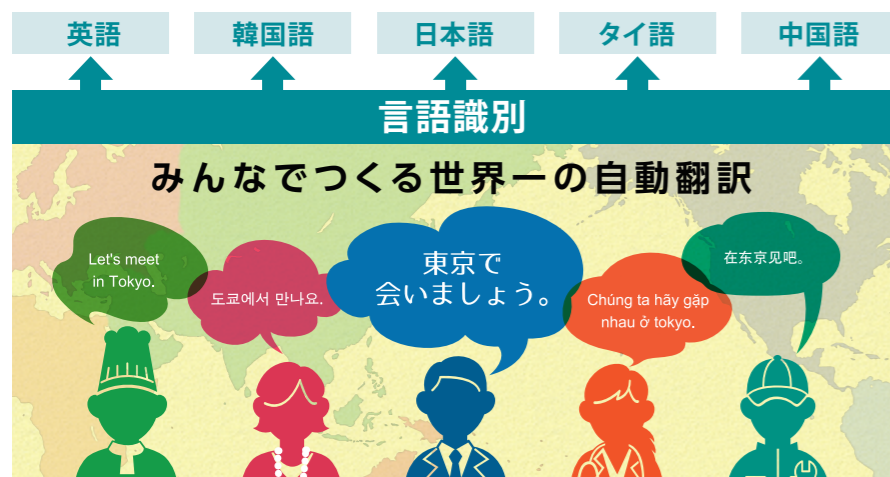 英語
韓国語
日本語
タイ語
中国語
言語識別
みんなでつくる世界一の自動翻訳
Let's meet
in Tokyo.
도쿄에서 만나요.
東京で
会いましょう。
Chúng ta hãy gặp
nhau ở tokyo.
在东京见吧。